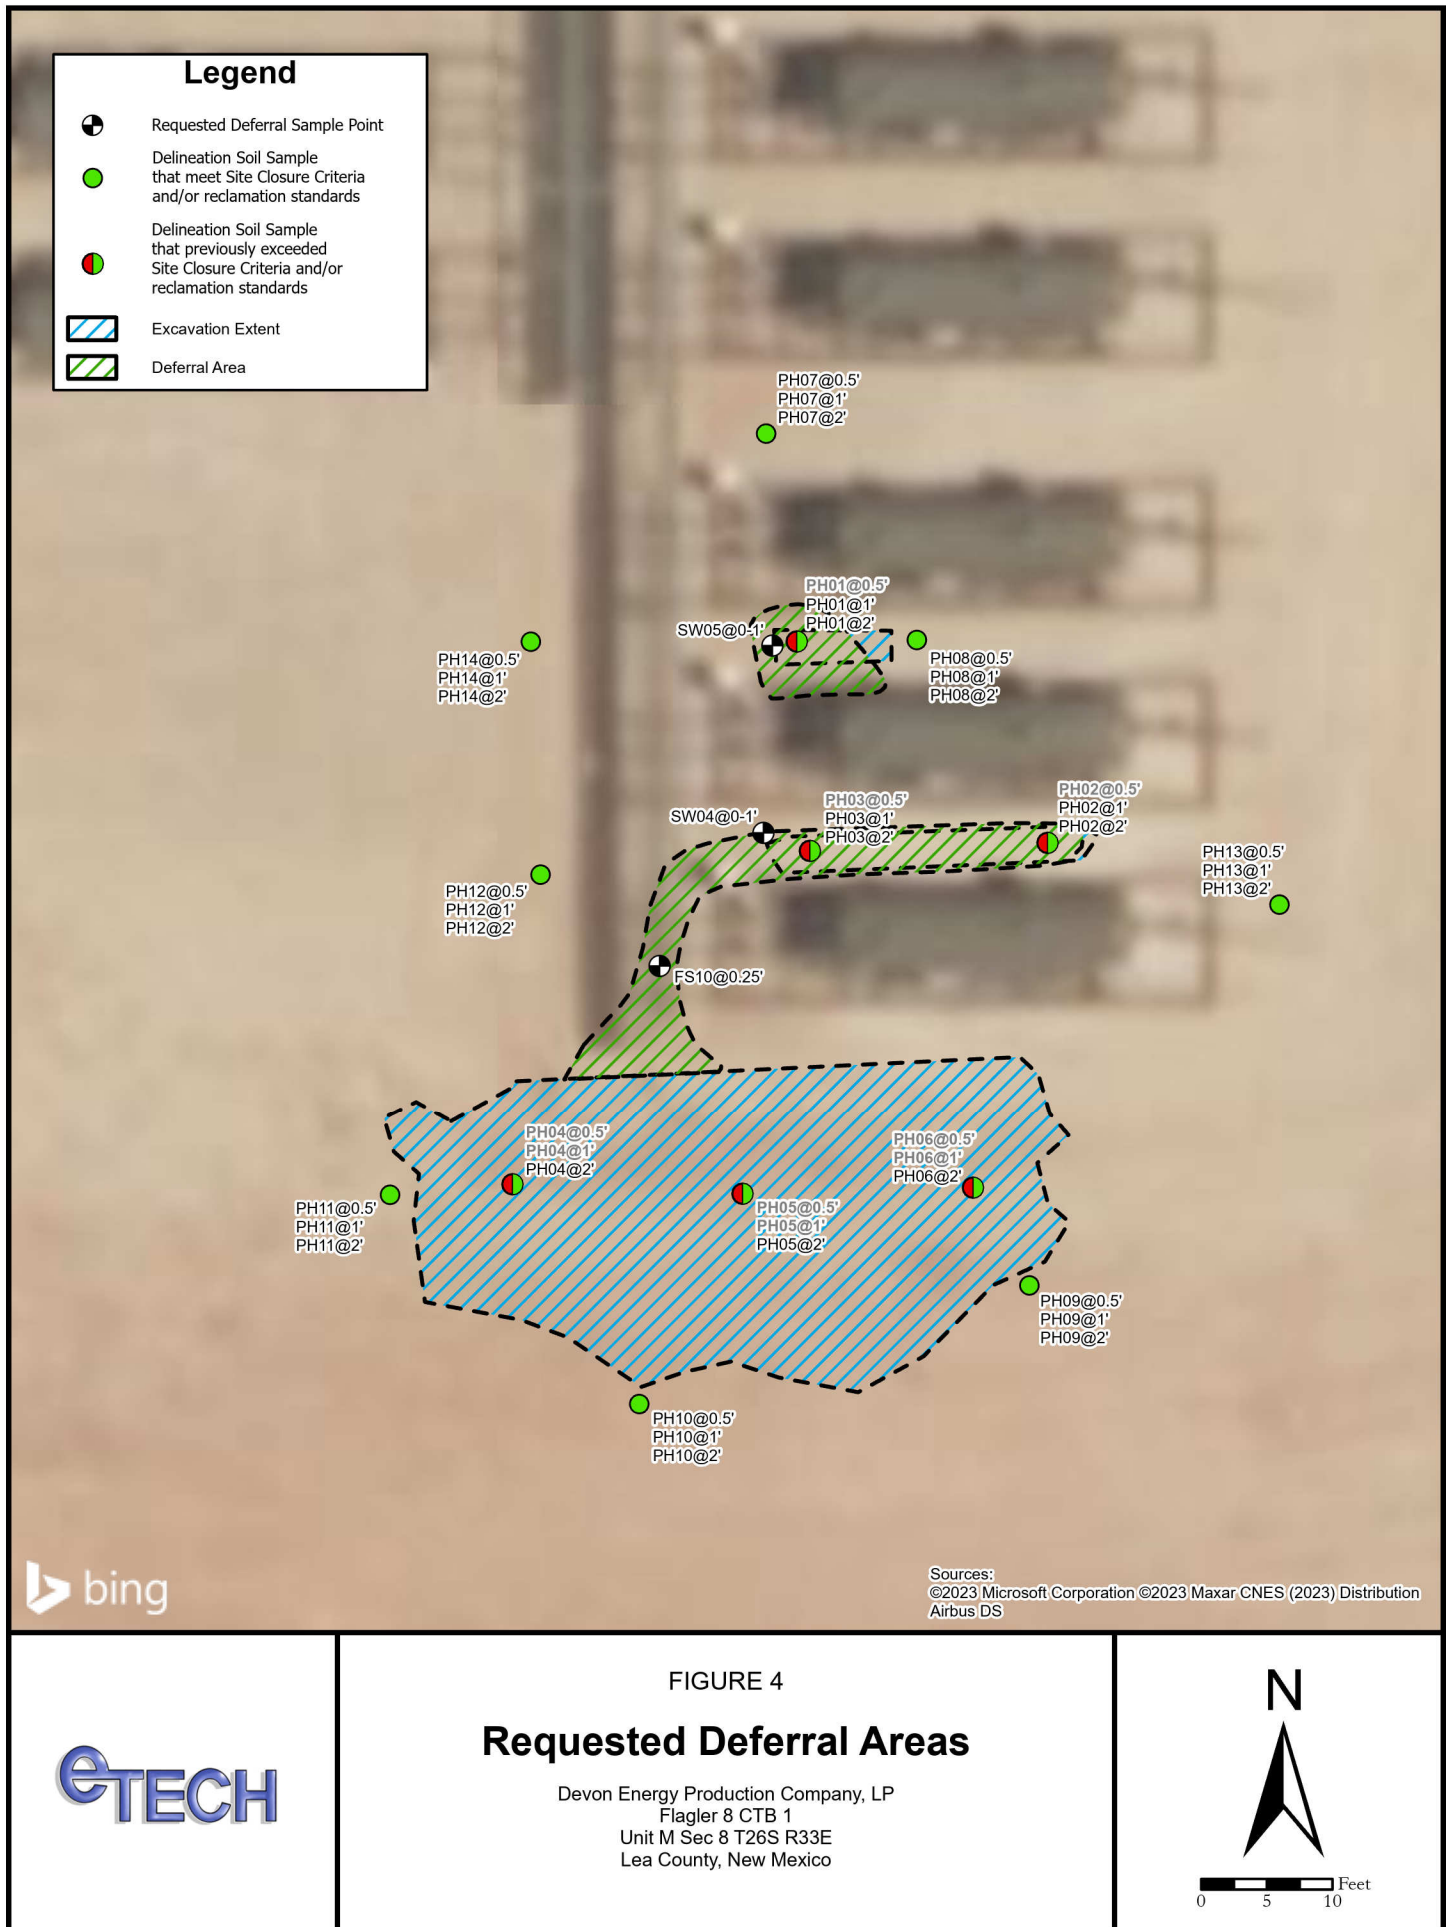 Legend
Requested Deferral Sample Point
Delineation Soil Sample
that meet Site Closure Criteria
and/or reclamation standards
Delineation Soil Sample
that previously exceeded
Site Closure Criteria and/or
reclamation standards
Excavation Extent
Deferral Area
PH07@0.5'
PH07@1'
PH07@2'
PH01@0.5'
PH01@1'
PH01@2'
SW05@0-1'
PH14@0.5'
PH14@1'
PH14@2'
PH08@0.5'
PH08@1'
PH08@2'
SW04@0-1'
PH03@0.5'
PH03@1'
PH03@2'
PH02@0.5'
PH02@1'
PH02@2'
PH13@0.5'
PH13@1'
PH13@2'
PH12@0.5'
PH12@1'
PH12@2'
FS10@0.25'
PH04@0.5'
PH04@1'
PH04@2'
PH06@0.5'
PH06@1'
PH06@2'
PH11@0.5'
PH11@1'
PH11@2'
PH05@0.5'
PH05@1'
PH05@2'
PH09@0.5'
PH09@1'
PH09@2'
PH10@0.5'
PH10@1'
PH10@2'
bing
Sources:
©2023 Microsoft Corporation ©2023 Maxar CNES (2023) Distribution
Airbus DS
eTECH
FIGURE 4
Requested Deferral Areas
Devon Energy Production Company, LP
Flagler 8 CTB 1
Unit M Sec 8 T26S R33E
Lea County, New Mexico
N
Feet
0 5 10